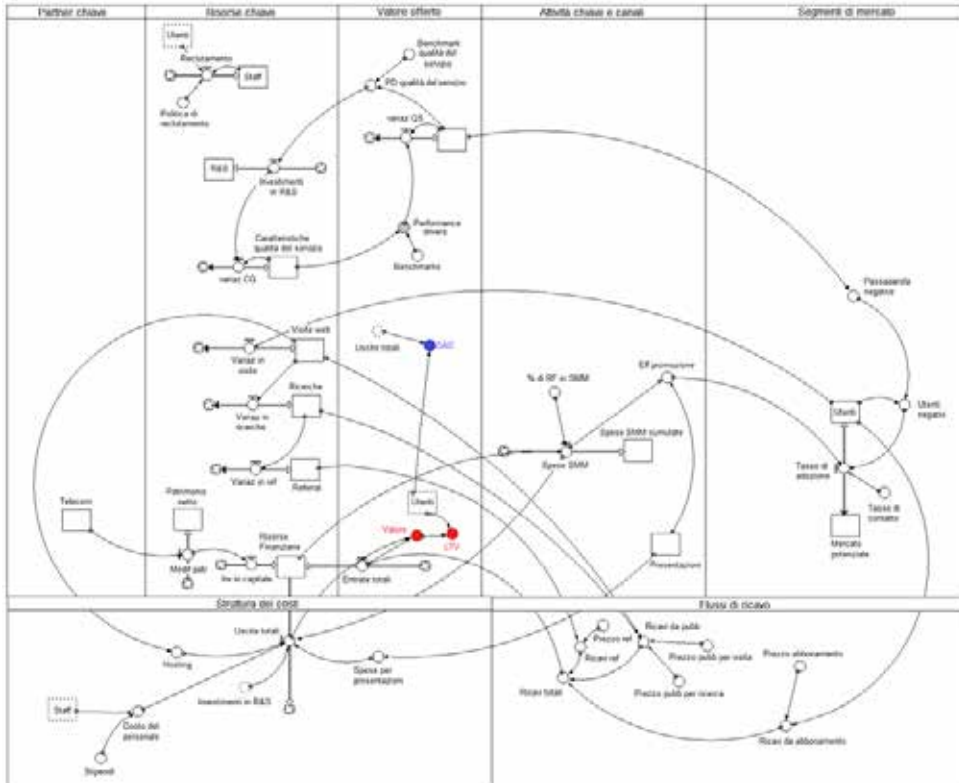 Partner chiave
Risorse chiave
Valore offerto
Attività chiave e canali
Segmenti di mercato
Utenti
Reclutamento
Staff
Politica di
reclutamento
R&S
Investimenti
in R&S
Caratteristiche
qualità del servizio
variaz CQ
Benchmark
qualità del
servizio
PD qualità del servizio
variaz QS
Performance
drivers
Benchmarks
Passaparola
negativo
Visite web
Variaz in
visite
Ricerche
Variaz in
ricerche
Variaz in ref
Referral
Uscite totali
SAC
% di RF in SMM
Eff promozione
Spese SMM cumulate
Spese SMM
Utenti
Utenti
negativi
Tasso di
adozione
Tasso di
contatto
Mercato
potenziale
Telecom
Patrimonio
netto
Modif patr
Inv in capitale
Risorse
Finanziarie
Utenti
Valore
LTV
Entrate totali
Presentazioni
Struttura dei costi
Uscite totali
Hosting
Investimenti in R&S
Spese per
presentazioni
Staff
Costo del
personale
Stipendi
Flussi di ricavo
Prezzo ref
Ricavi ref
Ricavi totali
Ricavi da pubb
Prezzo pubb per visita
Prezzo pubb per ricerca
Prezzo abbonamento
Ricavi da abbonamento